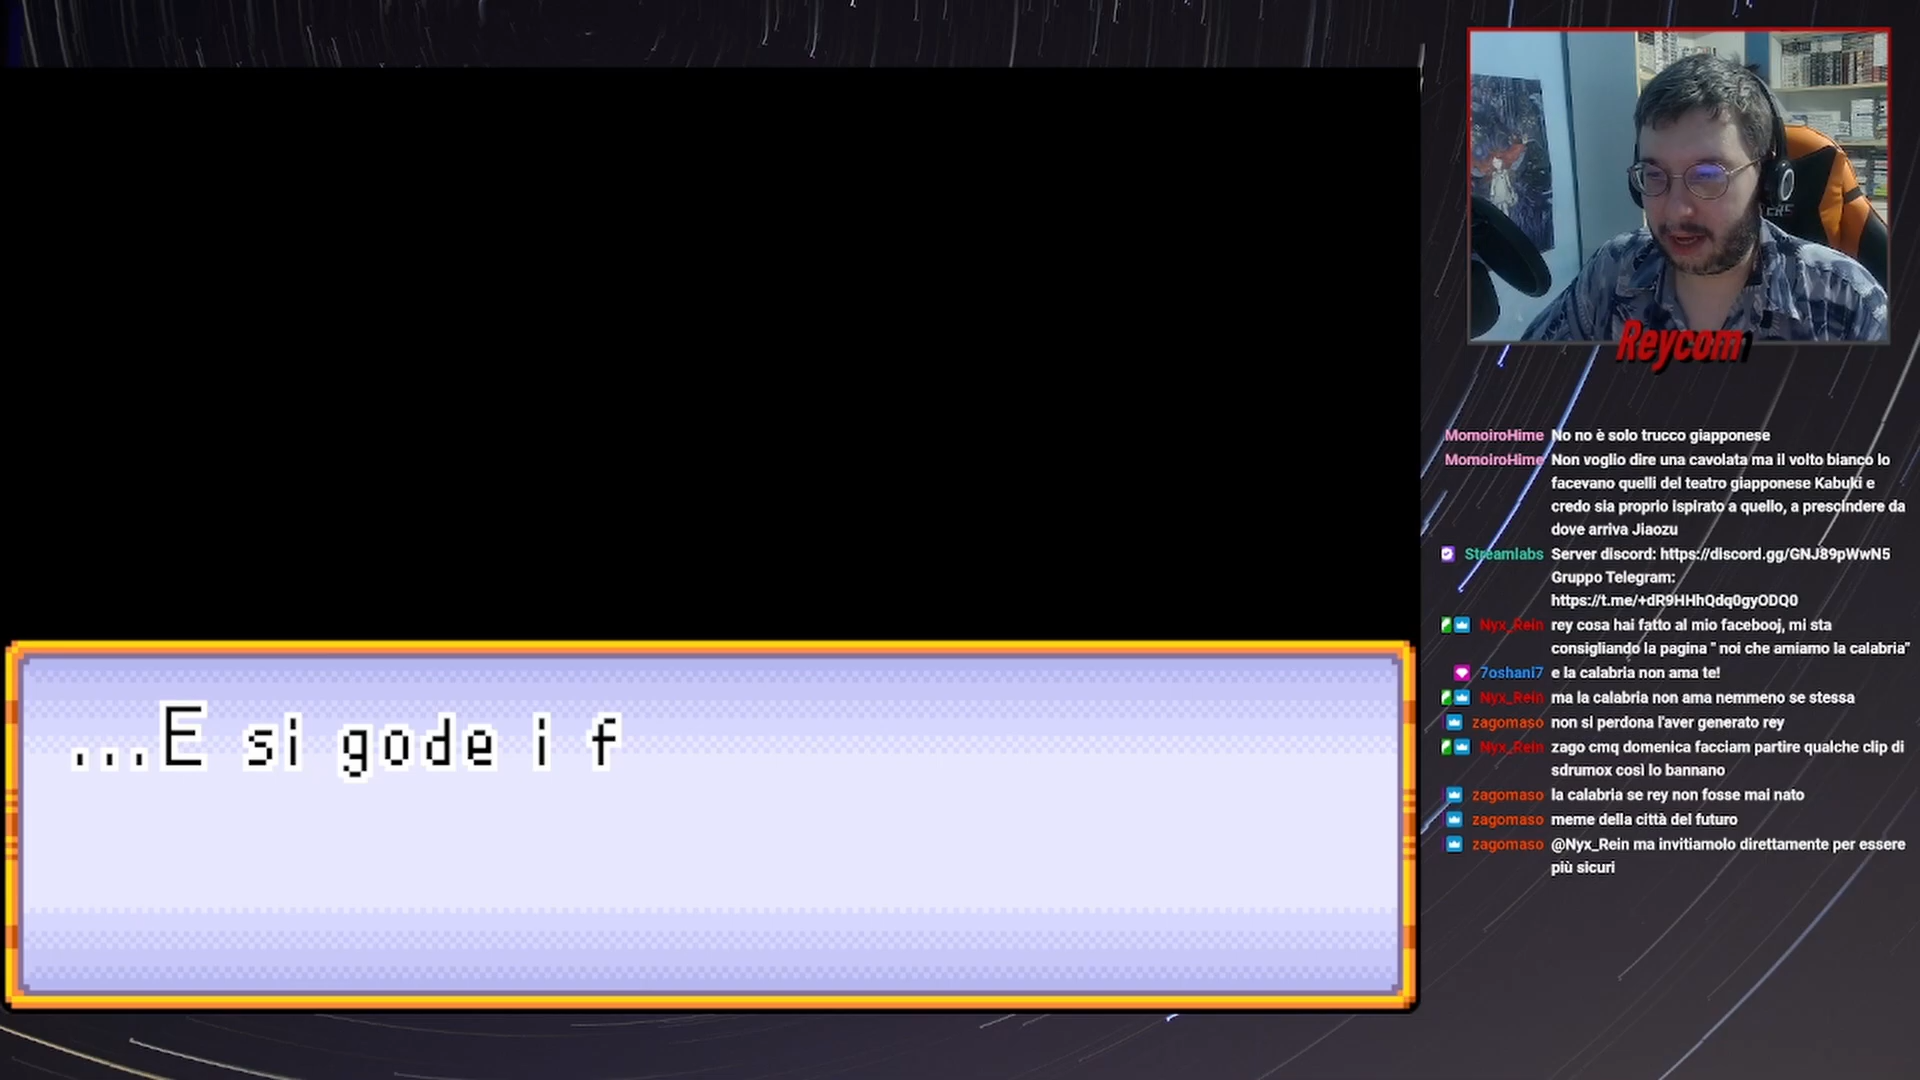 ...E si gode i f
Reycom
MomoiroHime No no è solo trucco giapponese
MomoiroHime Non voglio dire una cavolata ma il volto bianco lo
facevano quelli del teatro giapponese Kabuki e
credo sia proprio ispirato a quello, a prescindere da
dove arriva Jiaozu
Streamlabs Server discord: https://discord.gg/GNJ89pWwN5
Gruppo Telegram:
https://t.me/+dR9HHhQdq0gyODQ0
Nyx_Rein rey cosa hai fatto al mio facebooj, mi sta
consigliando la pagina " noi che amiamo la calabria"
7oshani7 e la calabria non ama te!
Nyx_Rein ma la calabria non ama nemmeno se stessa
zagomaso non si perdona l'aver generato rey
Nyx_Rein zago cmq domenica facciam partire qualche clip di
sdrumox così lo bannano
zagomaso la calabria se rey non fosse mai nato
zagomaso meme della città del futuro
zagomaso @Nyx_Rein ma invitiamolo direttamente per essere
più sicuri